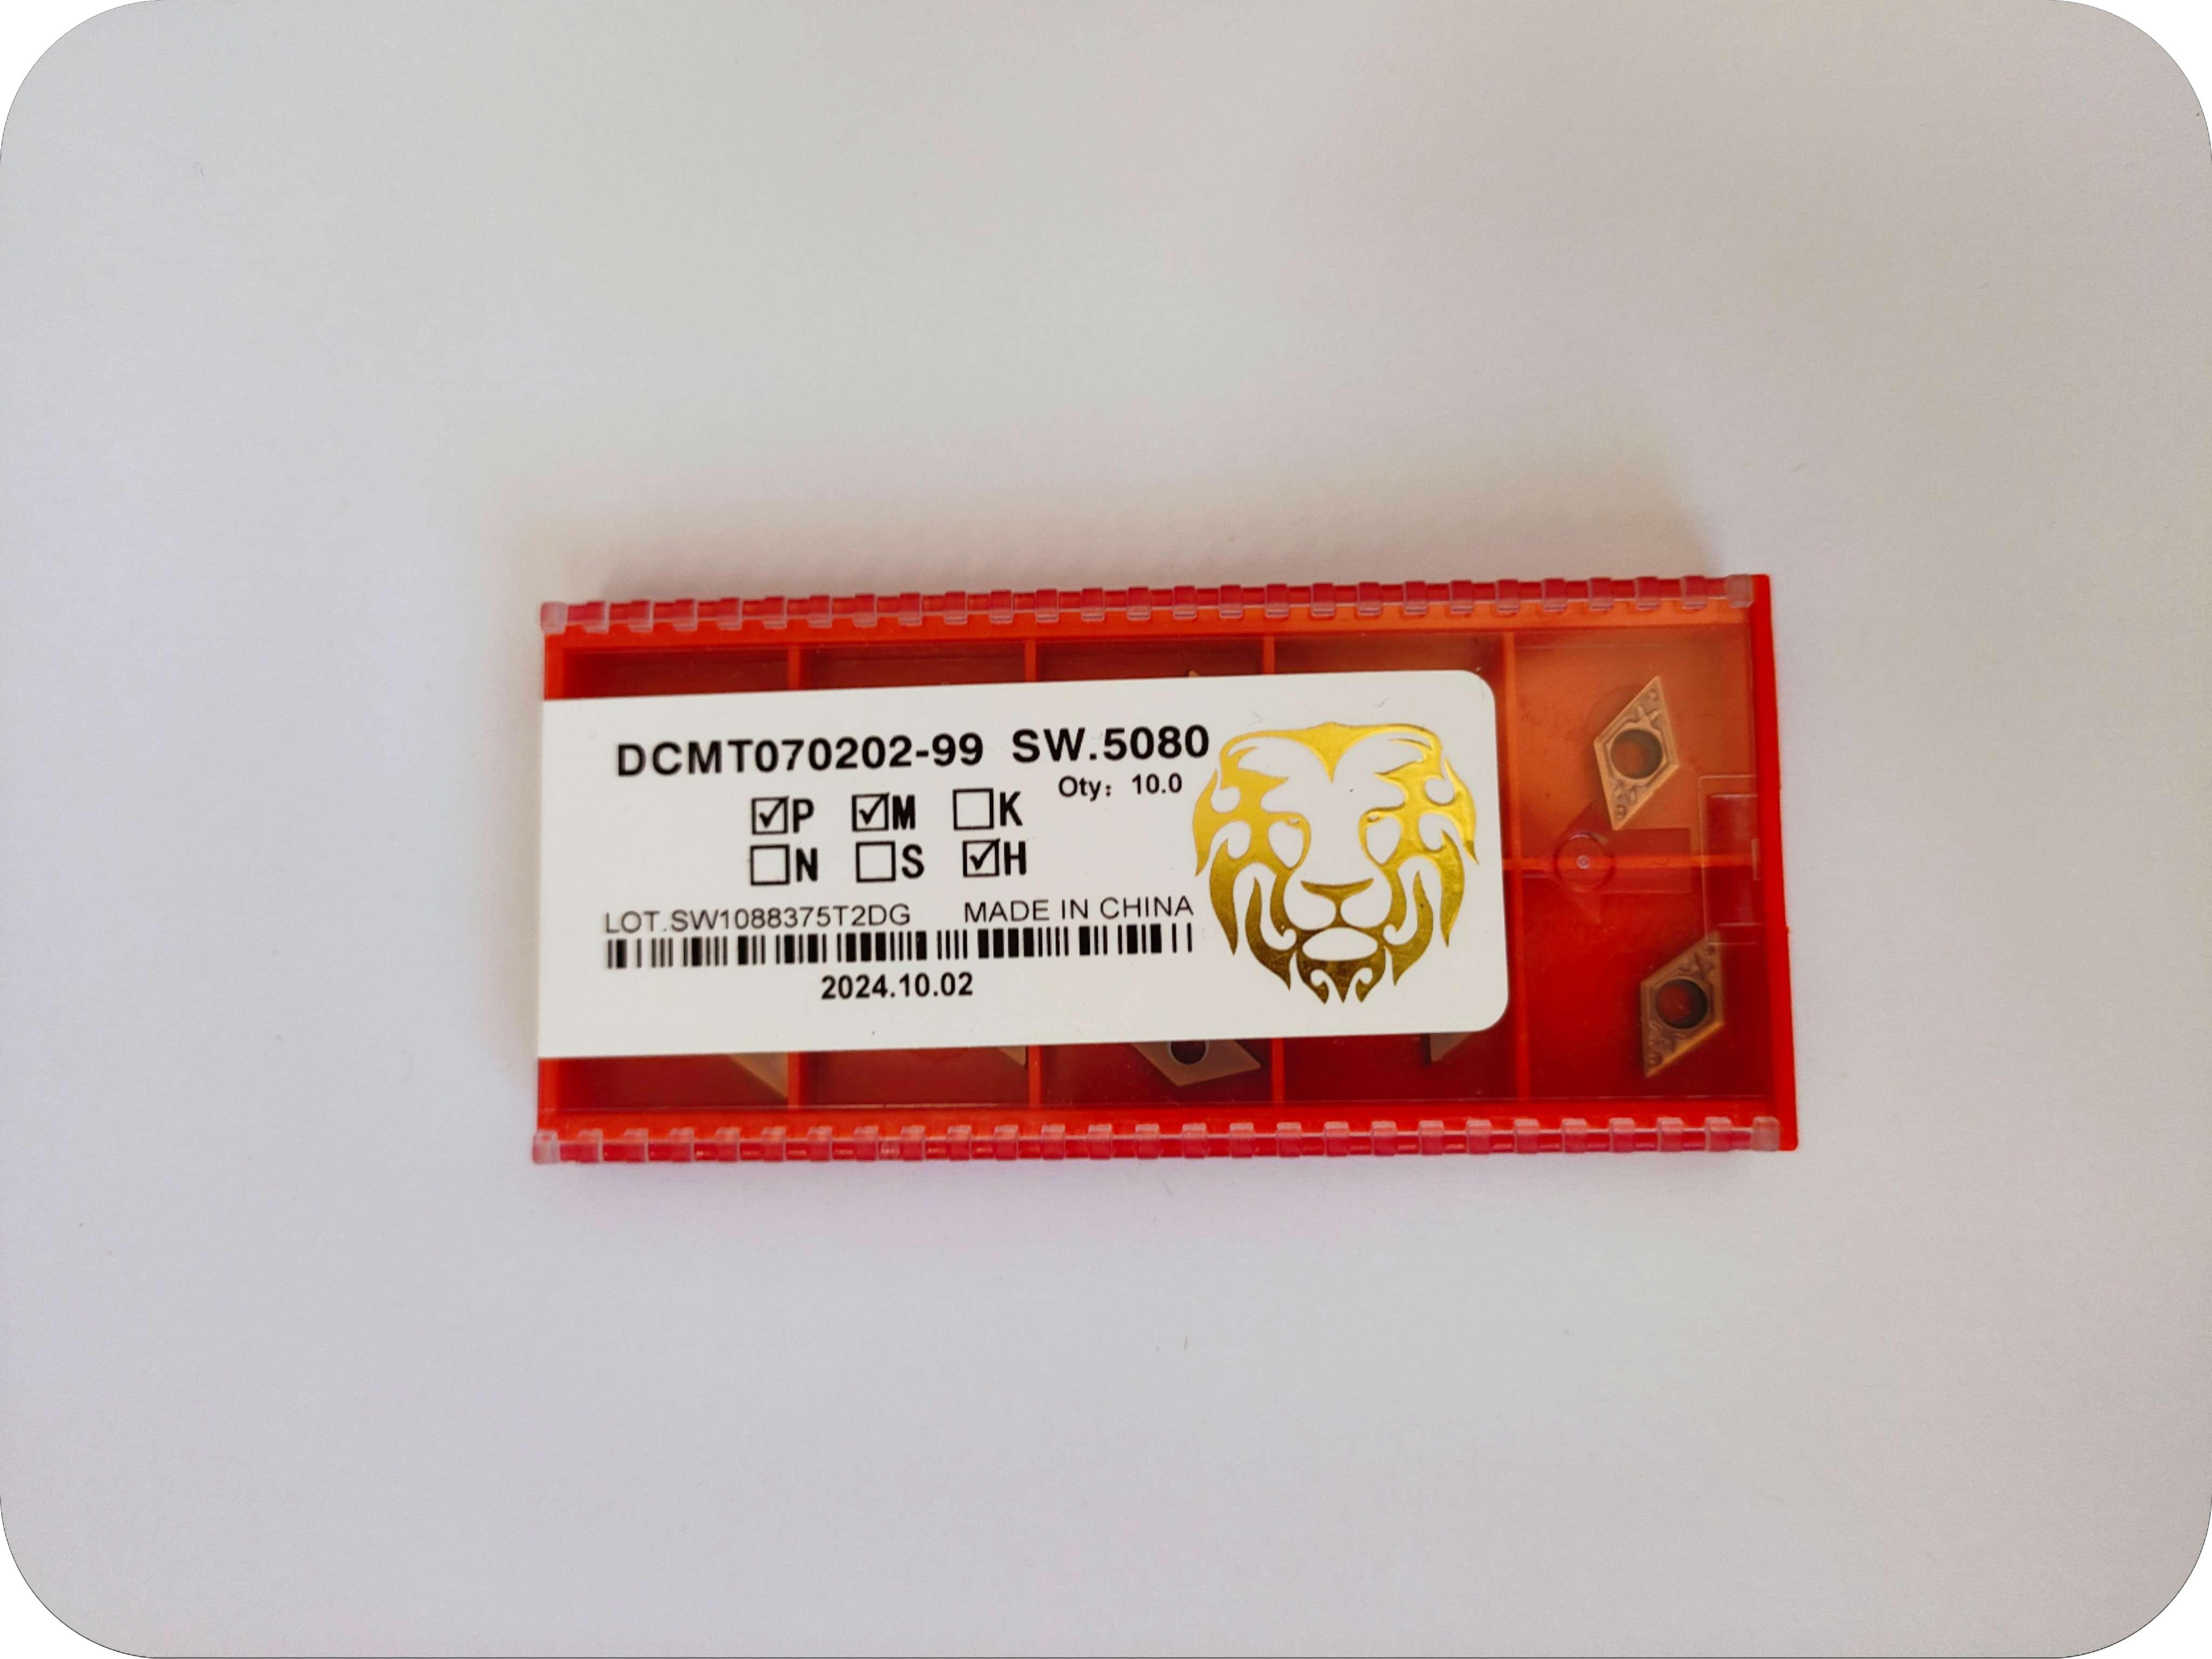 DCMT070202-99 SW.5080
Oty: 10.0
☑P ☑M ☐K
☐N ☐S ☑H
LOT.SW1088375T2DG MADE IN CHINA
2024.10.02